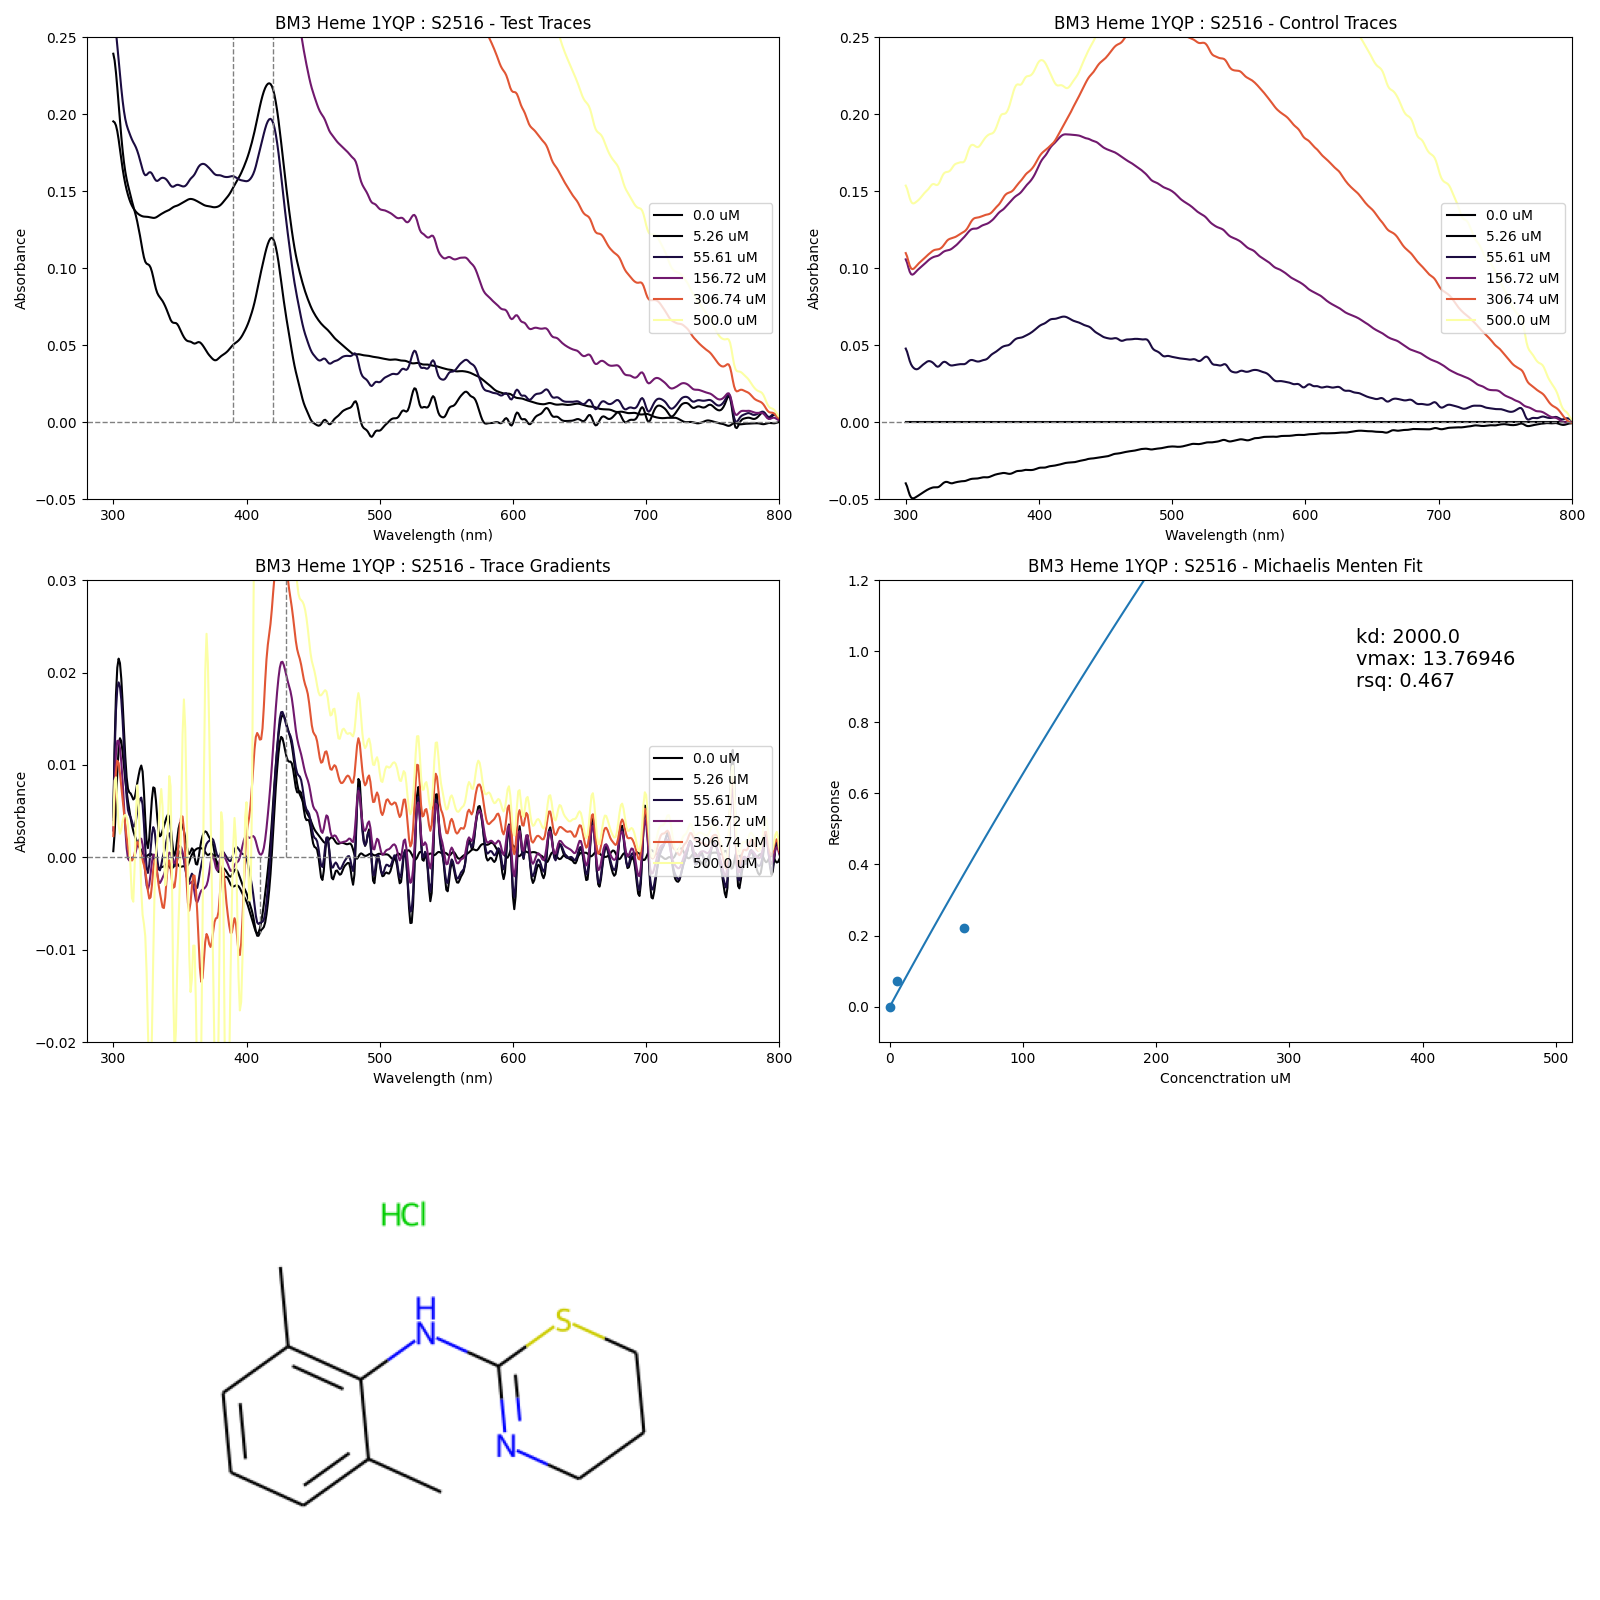 BM3 Heme 1YQP : S2516 - Test Traces
0.25
0.20
0.15
0.10
0.05
0.00
−0.05
Absorbance
300 400 500 600 700 800
Wavelength (nm)
0.0 uM
5.26 uM
55.61 uM
156.72 uM
306.74 uM
500.0 uM
BM3 Heme 1YQP : S2516 - Control Traces
0.25
0.20
0.15
0.10
0.05
0.00
−0.05
Absorbance
300 400 500 600 700 800
Wavelength (nm)
0.0 uM
5.26 uM
55.61 uM
156.72 uM
306.74 uM
500.0 uM
BM3 Heme 1YQP : S2516 - Trace Gradients
0.03
0.02
0.01
0.00
−0.01
−0.02
Absorbance
300 400 500 600 700 800
Wavelength (nm)
0.0 uM
5.26 uM
55.61 uM
156.72 uM
306.74 uM
500.0 uM
BM3 Heme 1YQP : S2516 - Michaelis Menten Fit
1.2
1.0
0.8
0.6
0.4
0.2
0.0
Response
0 100 200 300 400 500
Concenctration uM
kd: 2000.0
vmax: 13.76946
rsq: 0.467
HCl
H
N
S
N